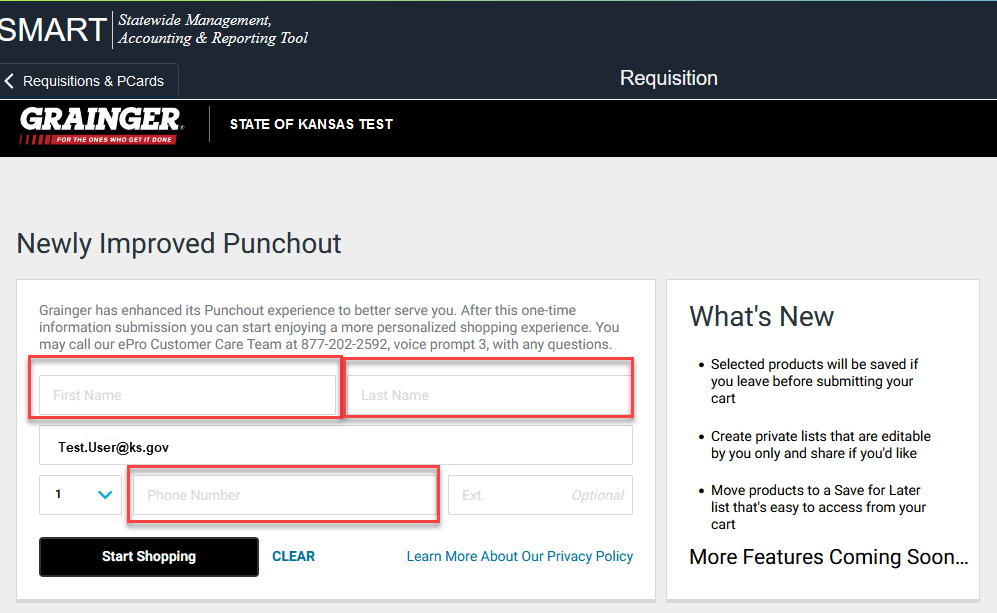 SMART
Statewide Management,
Accounting & Reporting Tool
Requisitions & PCards
Requisition
GRAINGER®
FOR THE ONES WHO GET IT DONE
STATE OF KANSAS TEST
Newly Improved Punchout
Grainger has enhanced its Punchout experience to better serve you. After this one-time
information submission you can start enjoying a more personalized shopping experience. You
may call our ePro Customer Care Team at 877-202-2592, voice prompt 3, with any questions.
First Name
Last Name
Test.User@ks.gov
1
Phone Number
Ext.
Optional
Start Shopping
CLEAR
Learn More About Our Privacy Policy
What's New
• Selected products will be saved if
you leave before submitting your
cart
• Create private lists that are editable
by you only and share if you'd like
• Move products to a Save for Later
list that's easy to access from your
cart
More Features Coming Soon...